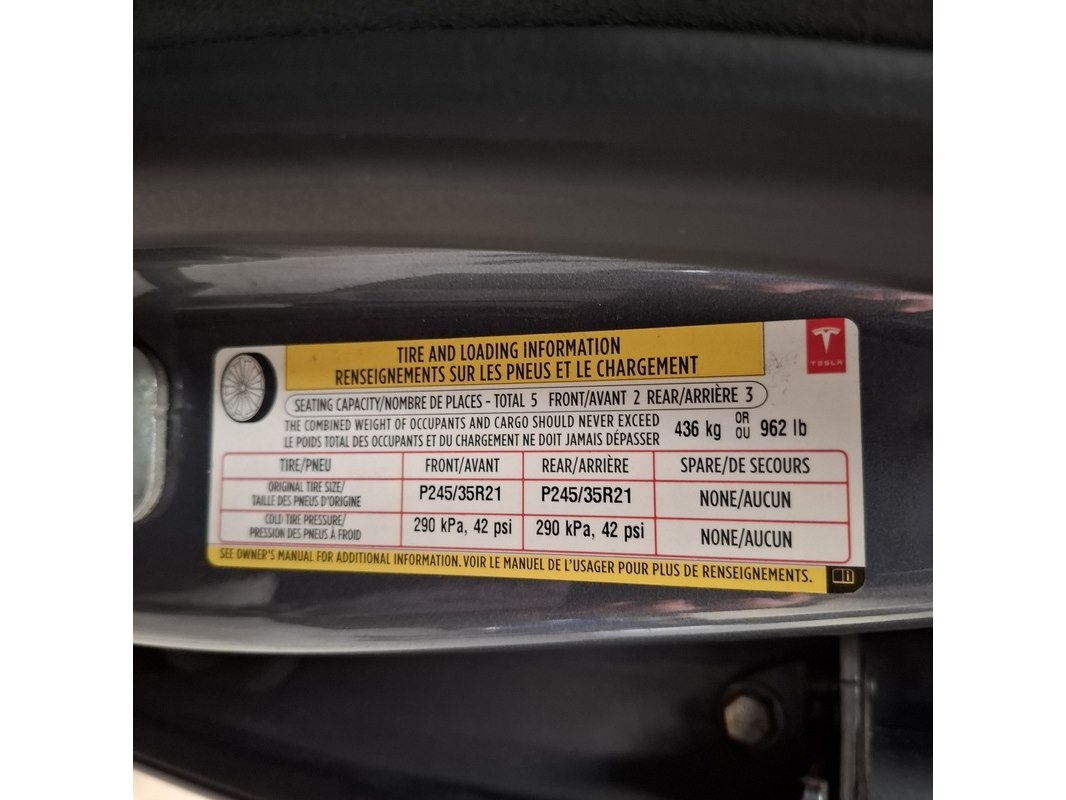 TIRE AND LOADING INFORMATION
RENSEIGNEMENTS SUR LES PNEUS ET LE CHARGEMENT
TESLA
SEATING CAPACITY/NOMBRE DE PLACES - TOTAL 5 FRONT/AVANT 2 REAR/ARRIÈRE 3
THE COMBINED WEIGHT OF OCCUPANTS AND CARGO SHOULD NEVER EXCEED
LE POIDS TOTAL DES OCCUPANTS ET DU CHARGEMENT NE DOIT JAMAIS DÉPASSER
436 kg OR OU 962 lb
TIRE/PNEU FRONT/AVANT REAR/ARRIÈRE SPARE/DE SECOURS
ORIGINAL TIRE SIZE/
TAILLE DES PNEUS D'ORIGINE
P245/35R21 P245/35R21 NONE/AUCUN
COLD TIRE PRESSURE/
PRESSION DES PNEUS À FROID
290 kPa, 42 psi 290 kPa, 42 psi NONE/AUCUN
SEE OWNER'S MANUAL FOR ADDITIONAL INFORMATION. VOIR LE MANUEL DE L'USAGER POUR PLUS DE RENSEIGNEMENTS.